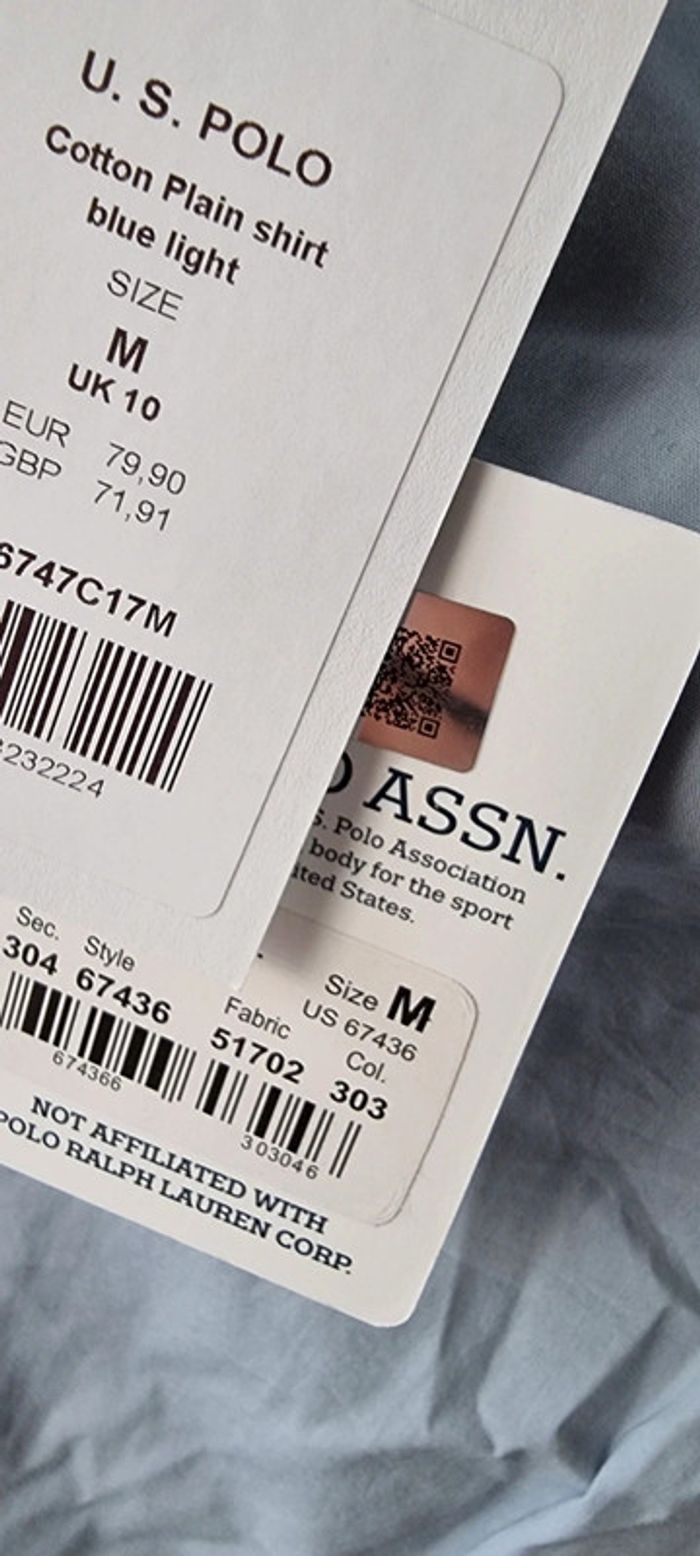 U. S. POLO
Cotton Plain shirt
blue light
SIZE
M
UK 10
EUR 79,90
GBP 71,91
6747C17M
232224
ASSN.
S. Polo Association
body for the sport
States.
Size M
US 67436
Sec. Style Fabric Col.
304 67436 51702 303
674366 303046
NOT AFFILIATED WITH
POLO RALPH LAUREN CORP.